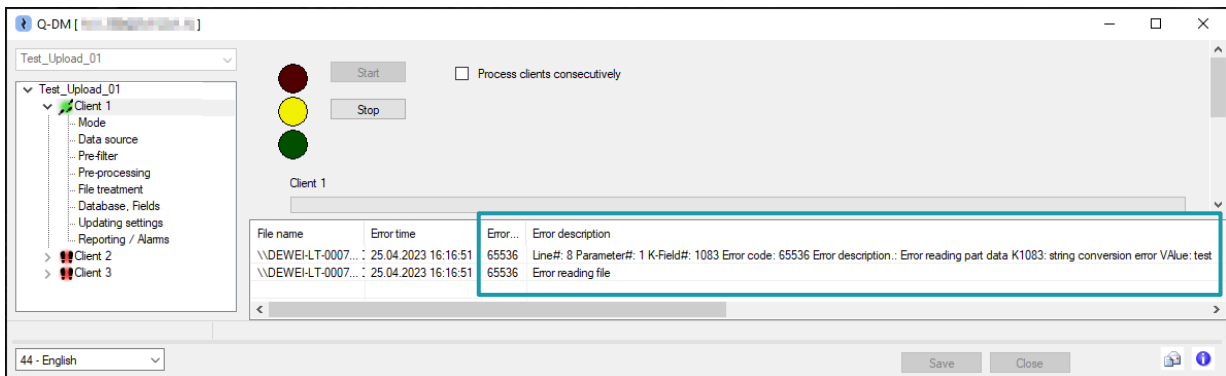 Q-DM [ ]
Test_Upload_01
Test_Upload_01
Client 1
Mode
Data source
Pre-filter
Pre-processing
File treatment
Database, Fields
Updating settings
Reporting / Alarms
Client 2
Client 3
Start
Process clients consecutively
Stop
Client 1
File name Error time Error... Error description
\\DEWEI-LT-0007... 25.04.2023 16:16:51 65536 Line#: 8 Parameter#: 1 K-Field#: 1083 Error code: 65536 Error description.: Error reading part data K1083: string conversion error VAlue: test
\\DEWEI-LT-0007... 25.04.2023 16:16:51 65536 Error reading file
44 - English
Save Close